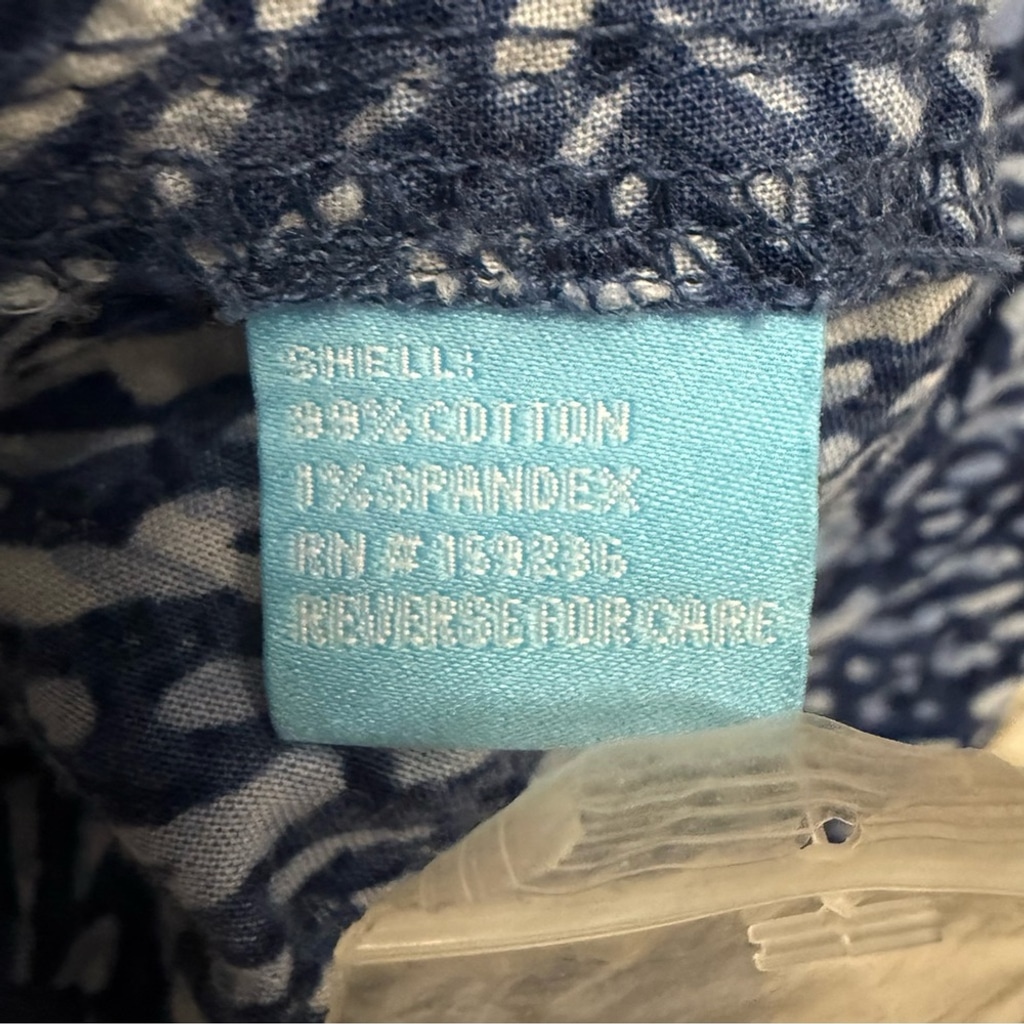 SHELL:
99% COTTON
1% SPANDEX
RN # 159236
REVERSE FOR CARE